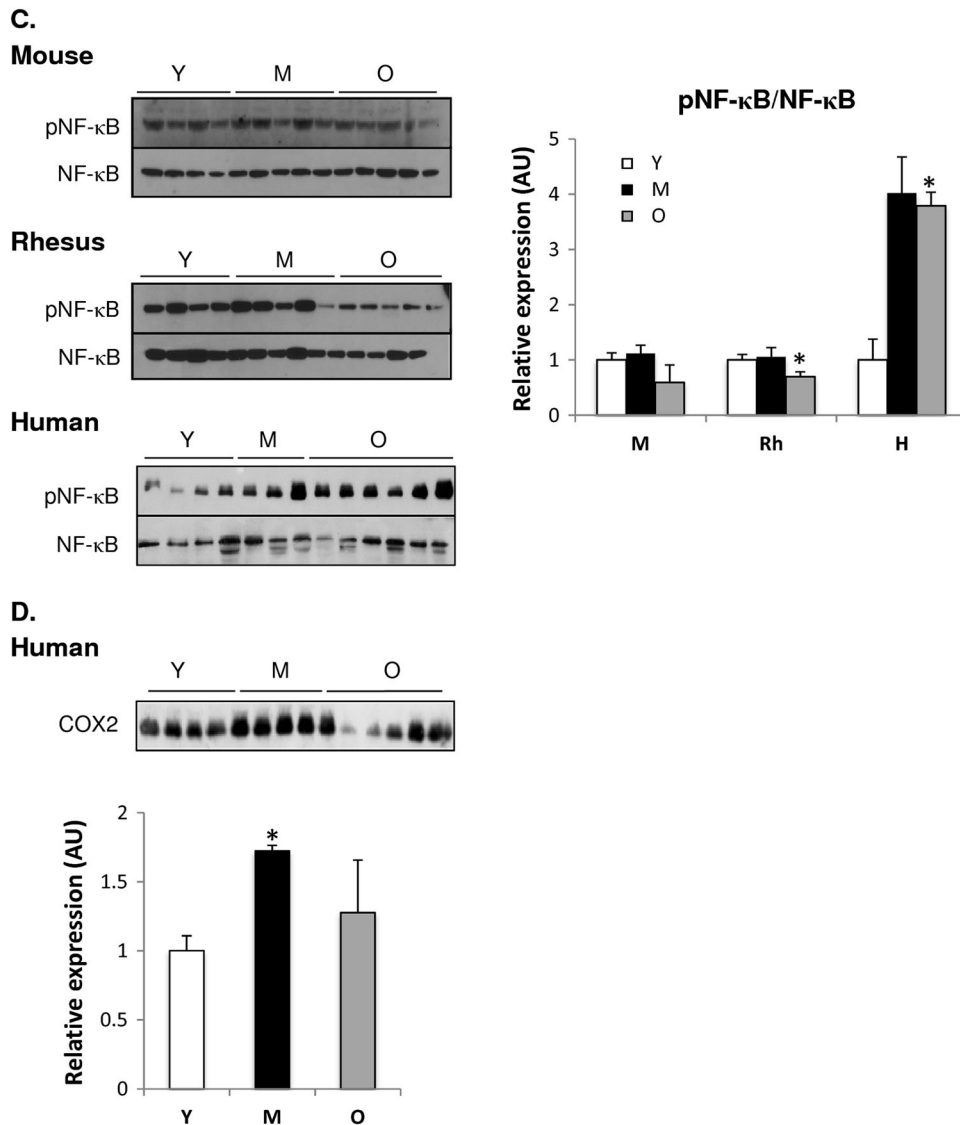 C.
Mouse
Y M O
pNF-κB
NF-κB
Rhesus
Y M O
pNF-κB
NF-κB
Human
Y M O
pNF-κB
NF-κB
pNF-κB/NF-κB
Relative expression (AU)
5
4
3
2
1
0
Y
M
O
*
*
M Rh H
D.
Human
Y M O
COX2
Relative expression (AU)
2
1.5
1
0.5
0
*
Y M O